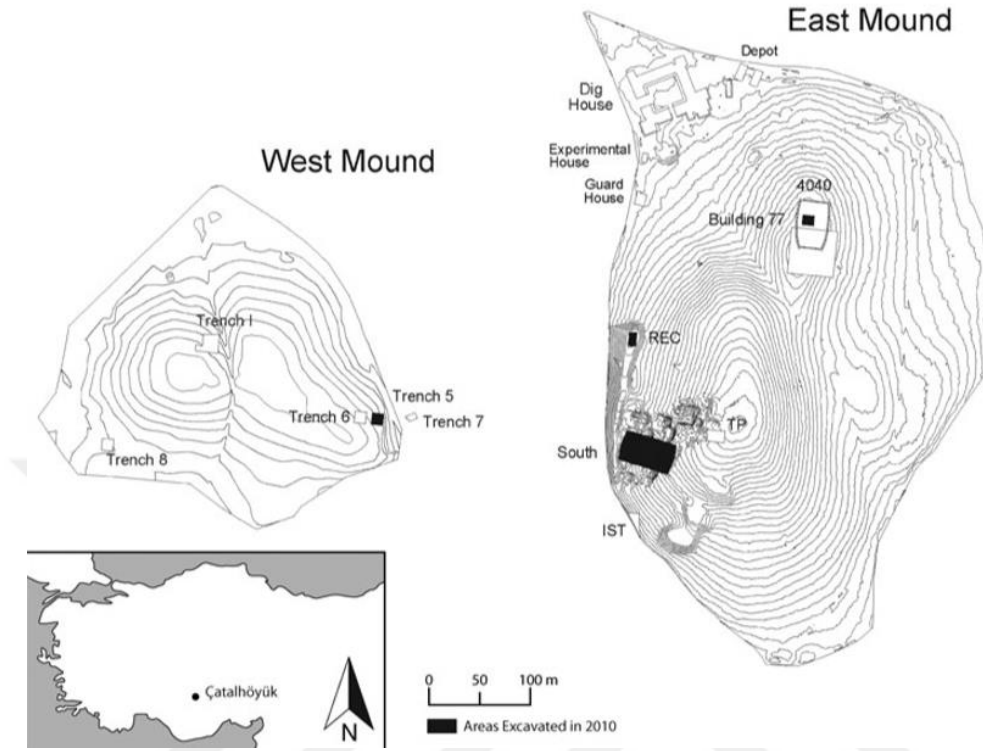 East Mound
Depot
Dig
House
Experimental
House
Guard
House
4040
Building 77
REC
TP
South
IST
West Mound
Trench I
Trench 5
Trench 6
Trench 7
Trench 8
Çatalhöyük
N
0 50 100 m
Areas Excavated in 2010